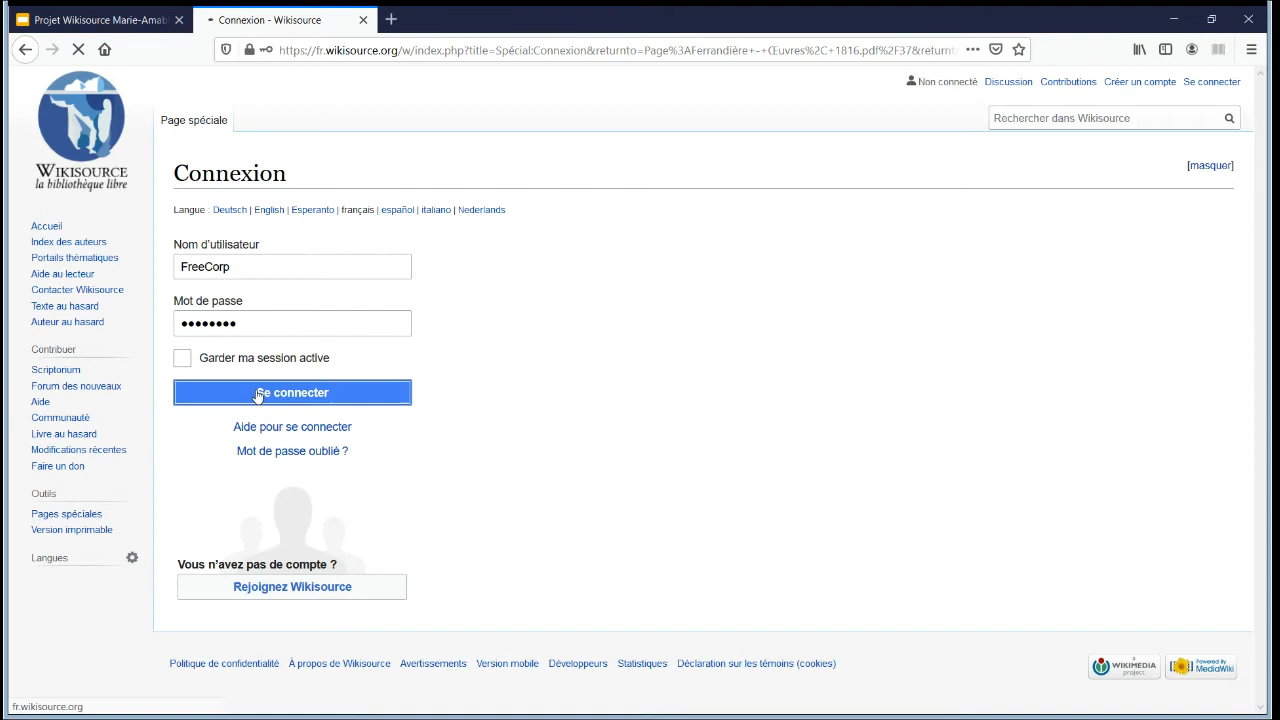 Projet Wikisource Marie-Amab
Connexion - Wikisource
https://fr.wikisource.org/w/index.php?title=Spécial:Connexion&returnto=Page%3AFerrandière+-+Œuvres%2C+1816.pdf%2F37&returnt
Non connecté Discussion Contributions Créer un compte Se connecter
Page spéciale
Rechercher dans Wikisource
WIKISOURCE
la bibliothèque libre
Connexion
[masquer]
Langue : Deutsch | English | Esperanto | français | español | italiano | Nederlands
Accueil
Index des auteurs
Portails thématiques
Aide au lecteur
Contacter Wikisource
Texte au hasard
Auteur au hasard
Contribuer
Scriptorium
Forum des nouveaux
Aide
Communauté
Livre au hasard
Modifications récentes
Faire un don
Outils
Pages spéciales
Version imprimable
Langues
Nom d'utilisateur
FreeCorp
Mot de passe
••••••••
Garder ma session active
Se connecter
Aide pour se connecter
Mot de passe oublié ?
Vous n'avez pas de compte ?
Rejoignez Wikisource
Politique de confidentialité À propos de Wikisource Avertissements Version mobile Développeurs Statistiques Déclaration sur les témoins (cookies)
A WIKIMEDIA project
Powered By MediaWiki
fr.wikisource.org